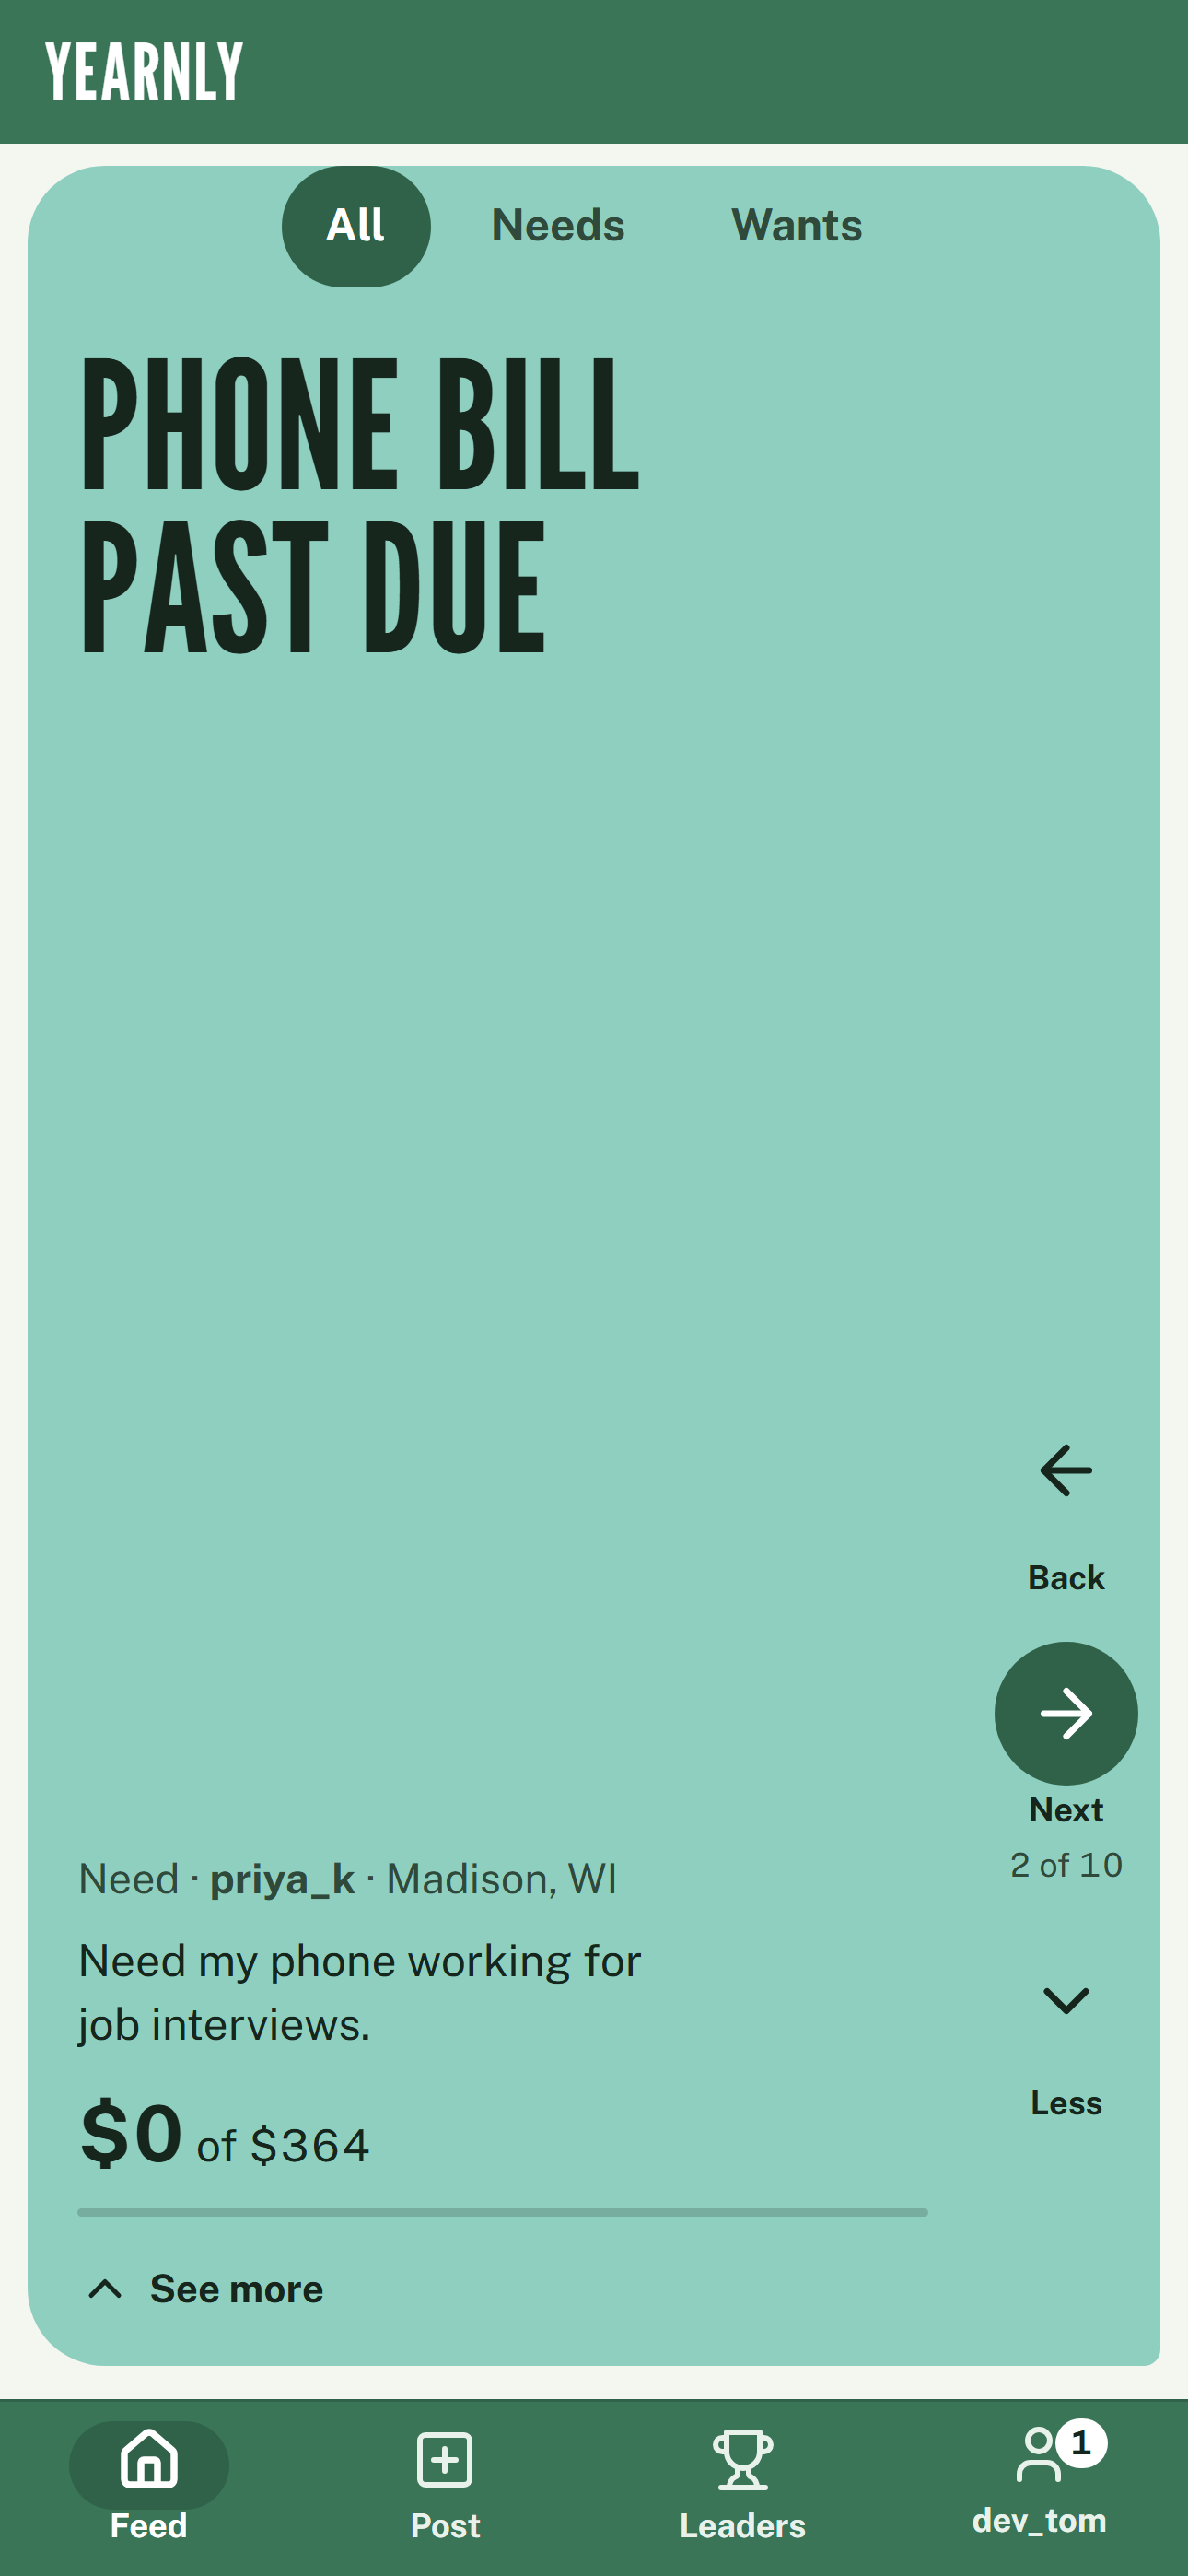 YEARNLY
All Needs Wants
PHONE BILL
PAST DUE
Back
Next
2 of 10
Need · priya_k · Madison, WI
Need my phone working for
job interviews.
Less
$0 of $364
See more
Feed Post Leaders 1 dev_tom